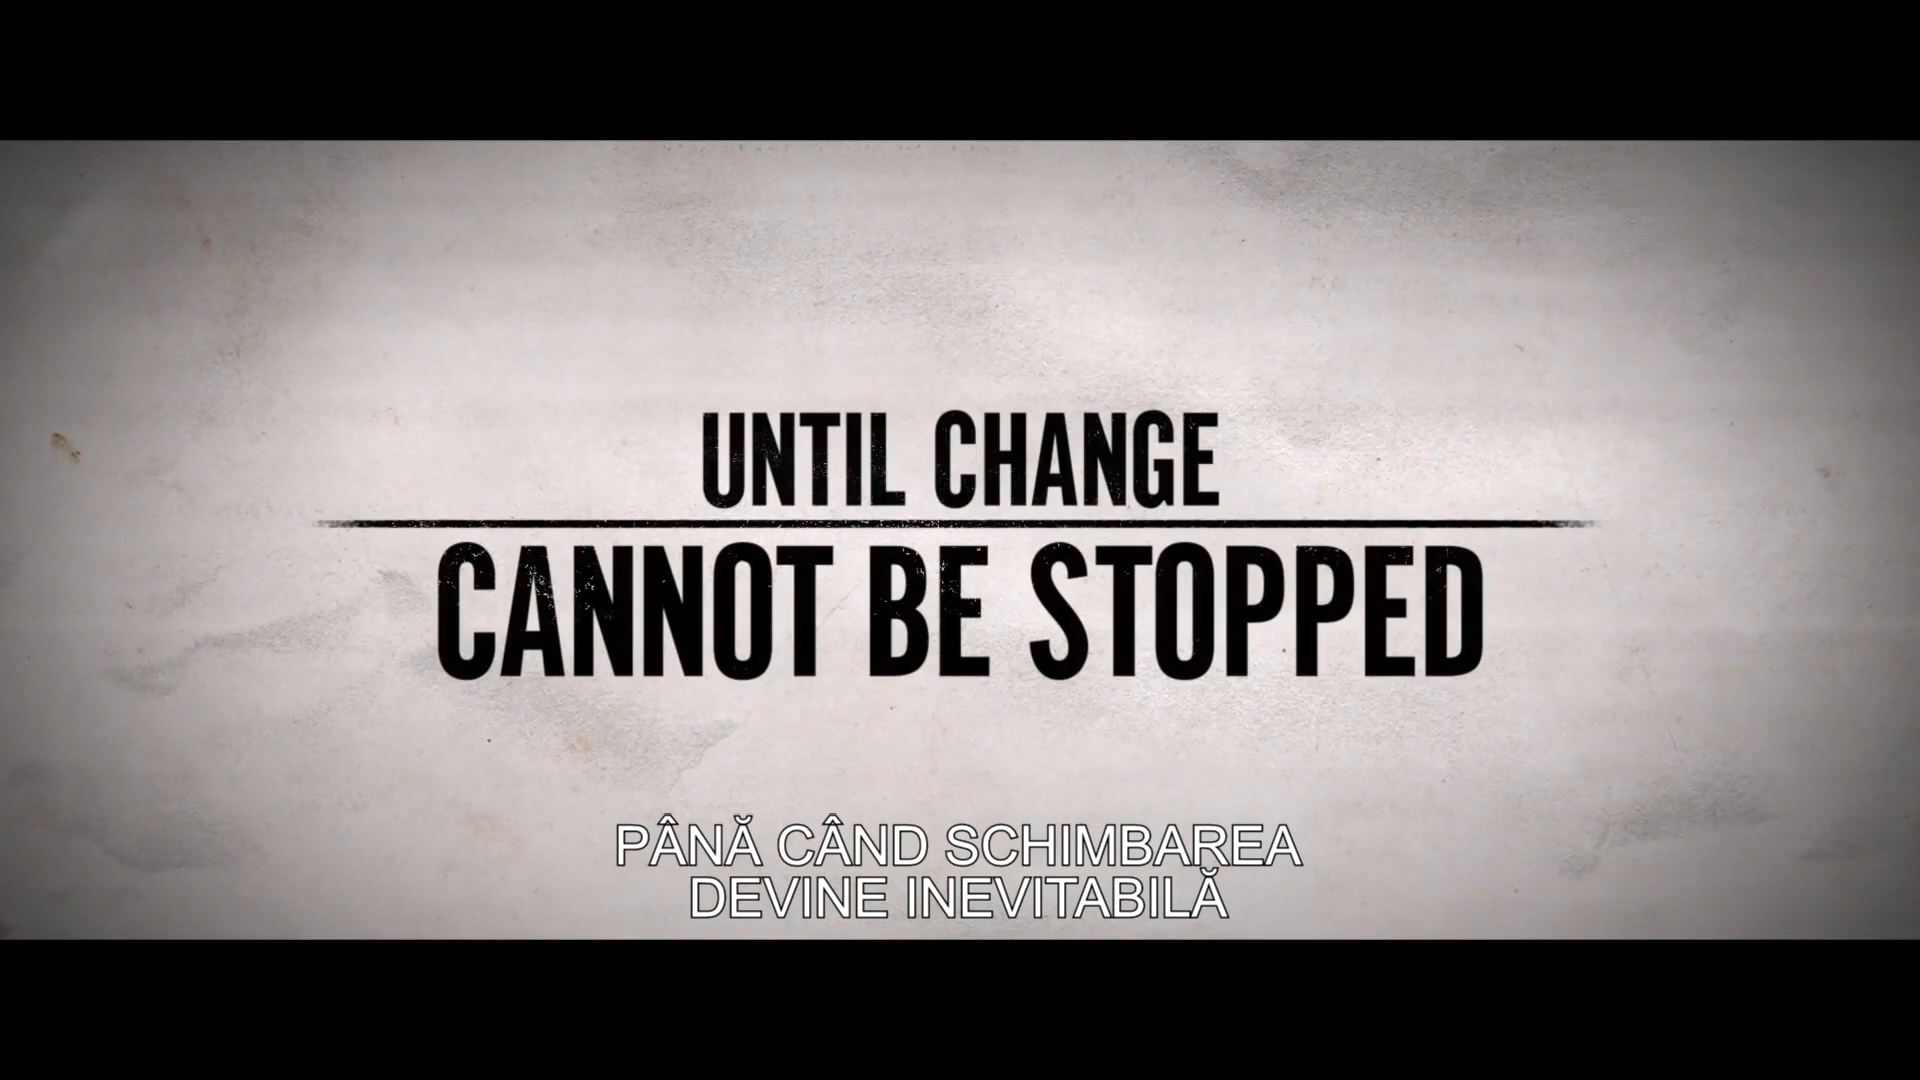 UNTIL CHANGE
CANNOT BE STOPPED
PÂNĂ CÂND SCHIMBAREA
DEVINE INEVITABILĂ